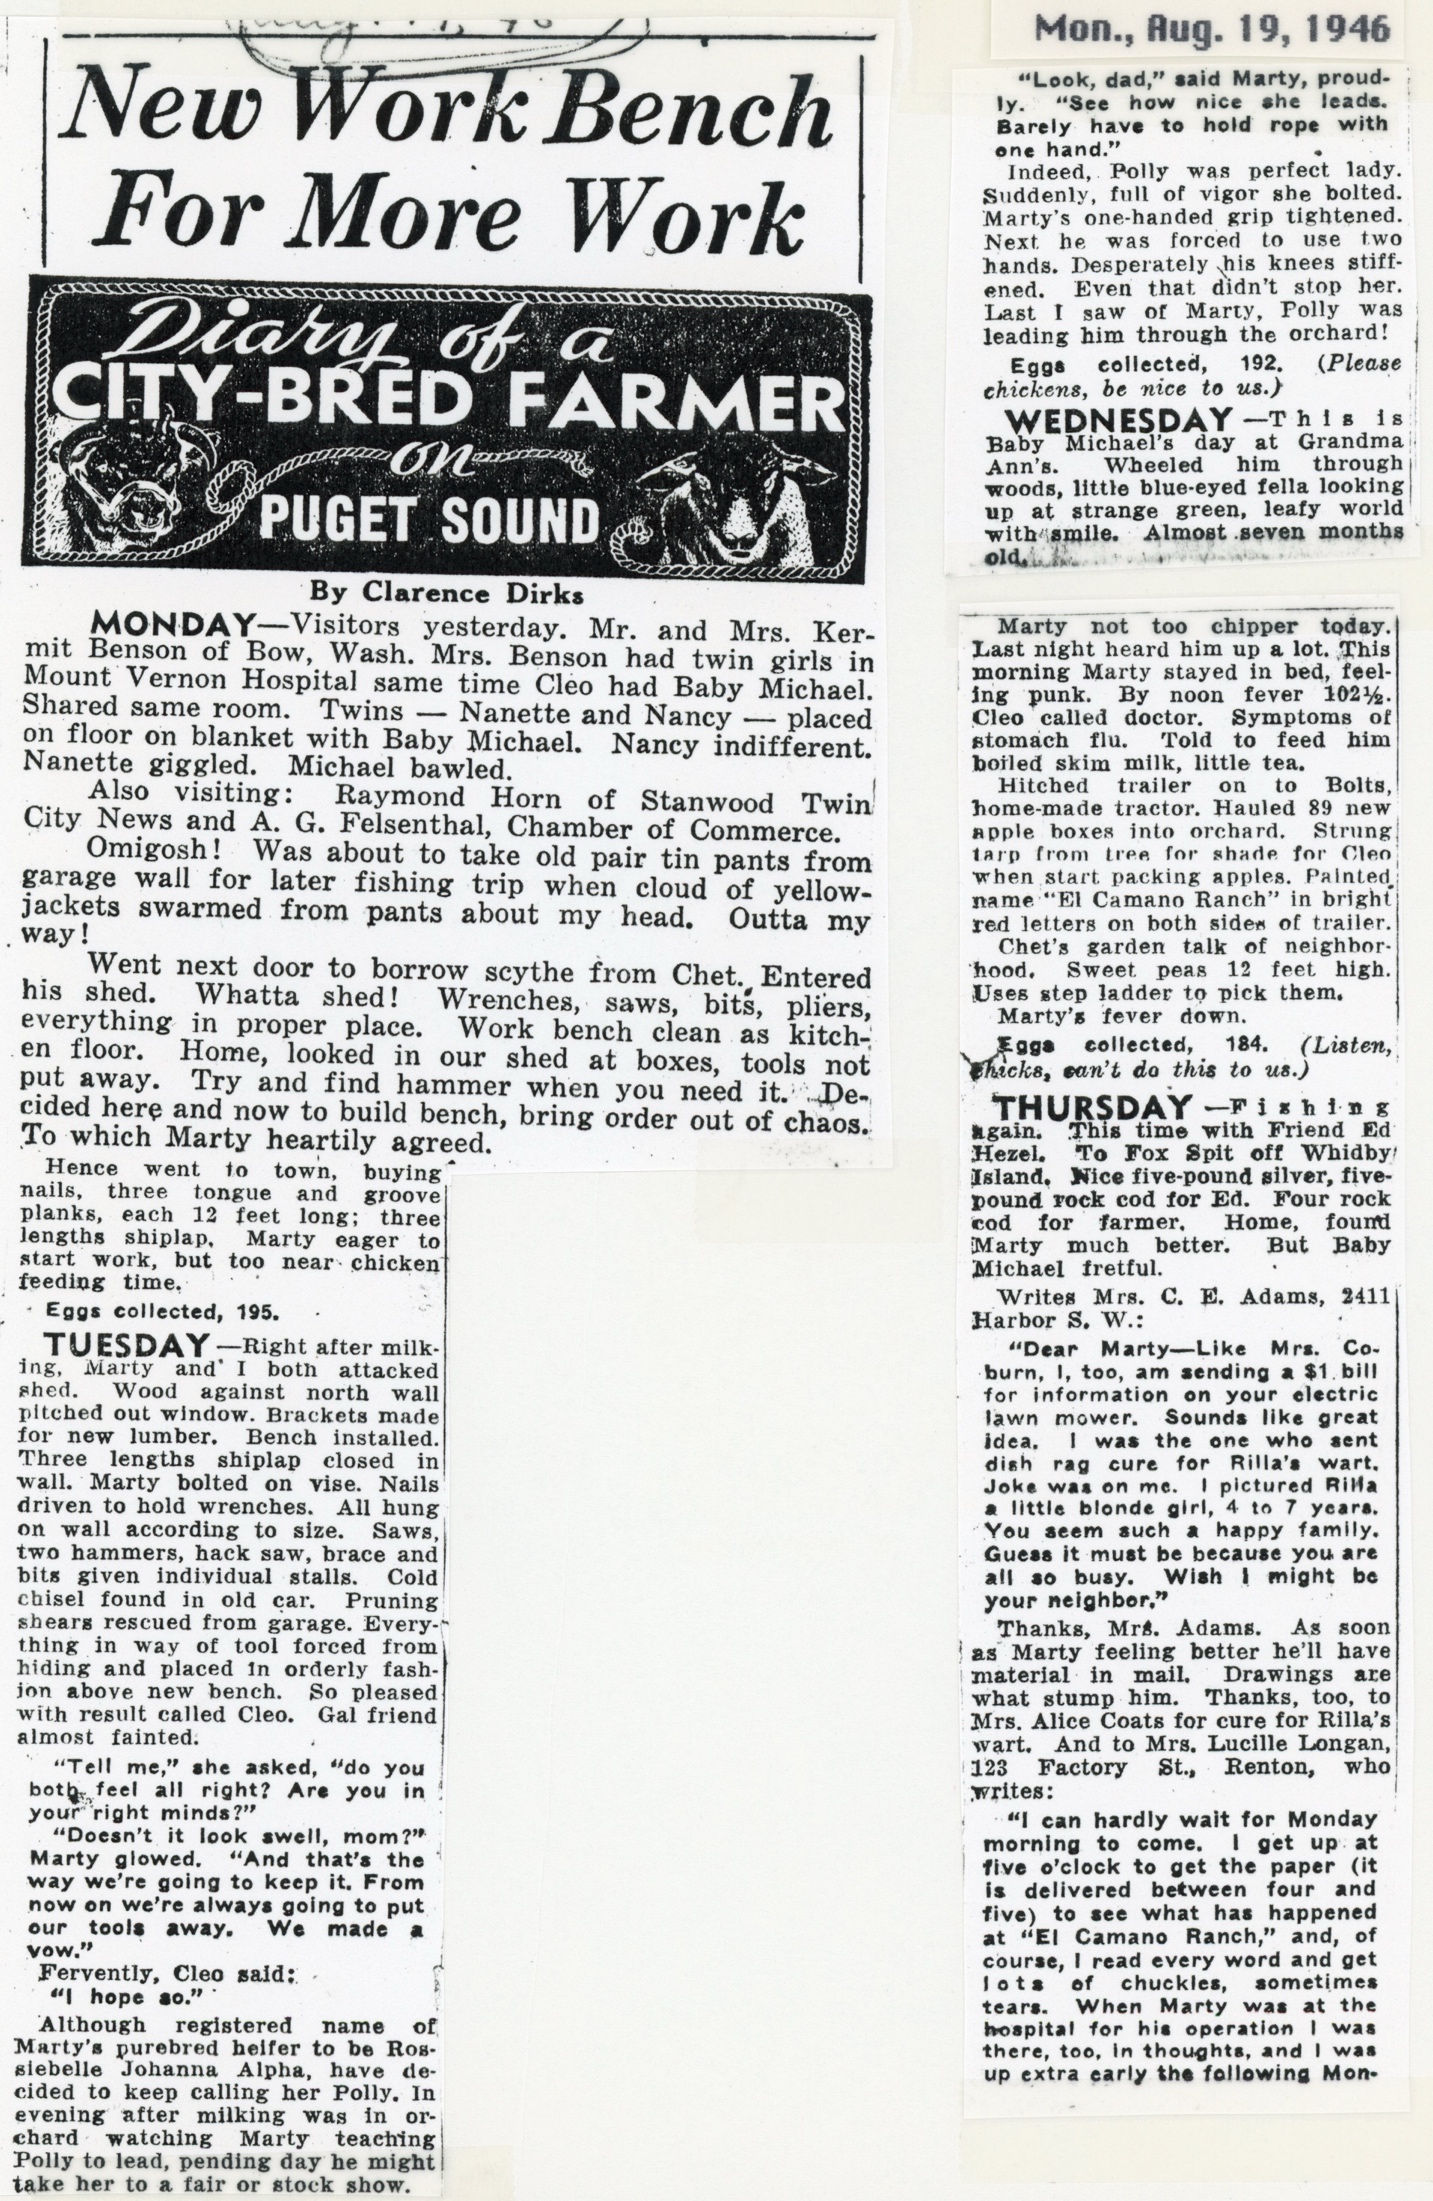 New Work Bench
For More Work
Diary of a
CITY-BRED FARMER
on
PUGET SOUND
By Clarence Dirks
MONDAY—Visitors yesterday. Mr. and Mrs. Ker-
mit Benson of Bow, Wash. Mrs. Benson had twin girls in
Mount Vernon Hospital same time Cleo had Baby Michael.
Shared same room. Twins — Nanette and Nancy — placed
on floor on blanket with Baby Michael. Nancy indifferent.
Nanette giggled. Michael bawled.
Also visiting: Raymond Horn of Stanwood Twin
City News and A. G. Felsenthal, Chamber of Commerce.
Omigosh! Was about to take old pair tin pants from
garage wall for later fishing trip when cloud of yellow-
jackets swarmed from pants about my head. Outta my
way!
Went next door to borrow scythe from Chet. Entered
his shed. Whatta shed! Wrenches, saws, bits, pliers,
everything in proper place. Work bench clean as kitch-
en floor. Home, looked in our shed at boxes, tools not
put away. Try and find hammer when you need it. De-
cided here and now to build bench, bring order out of chaos.
To which Marty heartily agreed.
Hence went to town, buying
nails, three tongue and groove
planks, each 12 feet long; three
lengths shiplap. Marty eager to
start work, but too near chicken
feeding time.
Eggs collected, 195.
TUESDAY—Right after milk-
ing, Marty and I both attacked
shed. Wood against north wall
pitched out window. Brackets made
for new lumber. Bench installed.
Three lengths shiplap closed in
wall. Marty bolted on vise. Nails
driven to hold wrenches. All hung
on wall according to size. Saws,
two hammers, hack saw, brace and
bits given individual stalls. Cold
chisel found in old car. Pruning
shears rescued from garage. Every-
thing in way of tool forced from
hiding and placed in orderly fash-
ion above new bench. So pleased
with result called Cleo. Gal friend
almost fainted.
"Tell me," she asked, "do you
both feel all right? Are you in
your right minds?"
"Doesn't it look swell, mom?"
Marty glowed. "And that's the
way we're going to keep it. From
now on we're always going to put
our tools away. We made a
vow."
Fervently, Cleo said:
"I hope so."
Although registered name of
Marty's purebred heifer to be Ros-
siebelle Johanna Alpha, have de-
cided to keep calling her Polly. In
evening after milking was in or-
chard watching Marty teaching
Polly to lead, pending day he might
take her to a fair or stock show.
Mon., Aug. 19, 1946
"Look, dad," said Marty, proud-
ly. "See how nice she leads.
Barely have to hold rope with
one hand."
Indeed, Polly was perfect lady.
Suddenly, full of vigor she bolted.
Marty's one-handed grip tightened.
Next he was forced to use two
hands. Desperately his knees stiff-
ened. Even that didn't stop her.
Last I saw of Marty, Polly was
leading him through the orchard!
Eggs collected, 192. (Please
chickens, be nice to us.)
WEDNESDAY—This is
Baby Michael's day at Grandma
Ann's. Wheeled him through
woods, little blue-eyed fella looking
up at strange green, leafy world
with smile. Almost seven months
old.
Marty not too chipper today.
Last night heard him up a lot. This
morning Marty stayed in bed, feel-
ing punk. By noon fever 102½.
Cleo called doctor. Symptoms of
stomach flu. Told to feed him
boiled skim milk, little tea.
Hitched trailer on to Bolts,
home-made tractor. Hauled 89 new
apple boxes into orchard. Strung
tarp from tree for shade for Cleo
when start packing apples. Painted
name "El Camano Ranch" in bright
red letters on both sides of trailer.
Chet's garden talk of neighbor-
hood. Sweet peas 12 feet high.
Uses step ladder to pick them.
Marty's fever down.
Eggs collected, 184. (Listen,
chicks, can't do this to us.)
THURSDAY—Fishing
again. This time with Friend Ed
Hezel. To Fox Spit off Whidby
Island. Nice five-pound silver, five-
pound rock cod for Ed. Four rock
cod for farmer. Home, found
Marty much better. But Baby
Michael fretful.
Writes Mrs. C. E. Adams, 2411
Harbor S. W.:
"Dear Marty—Like Mrs. Co-
burn, I, too, am sending a $1 bill
for information on your electric
lawn mower. Sounds like great
idea. I was the one who sent
dish rag cure for Rilla's wart.
Joke was on me. I pictured Rilla
a little blonde girl, 4 to 7 years.
You seem such a happy family.
Guess it must be because you are
all so busy. Wish I might be
your neighbor."
Thanks, Mrs. Adams. As soon
as Marty feeling better he'll have
material in mail. Drawings are
what stump him. Thanks, too, to
Mrs. Alice Coats for cure for Rilla's
wart. And to Mrs. Lucille Longan,
123 Factory St., Renton, who
writes:
"I can hardly wait for Monday
morning to come. I get up at
five o'clock to get the paper (it
is delivered between four and
five) to see what has happened
at "El Camano Ranch," and, of
course, I read every word and get
lots of chuckles, sometimes
tears. When Marty was at the
hospital for his operation I was
there, too, in thoughts, and I was
up extra early the following Mon-